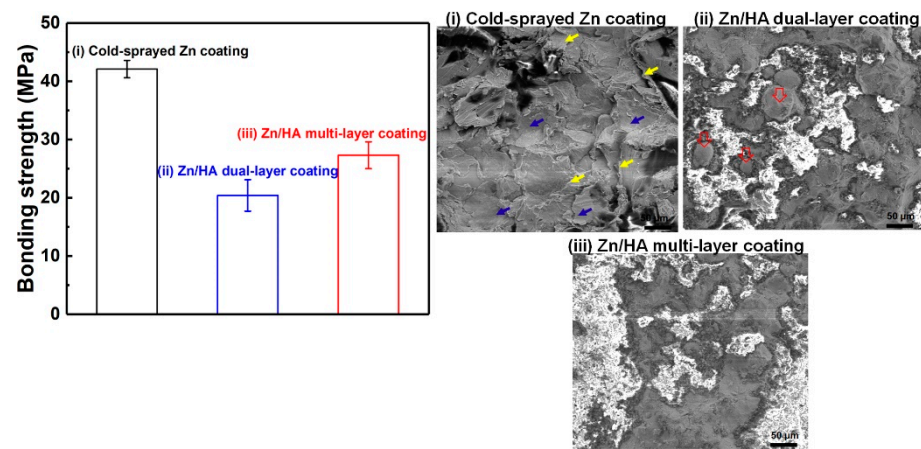 50
40
30
20
10
0
Bonding strength (MPa)
(i) Cold-sprayed Zn coating
(iii) Zn/HA multi-layer coating
(ii) Zn/HA dual-layer coating
(i) Cold-sprayed Zn coating
50 μm
(ii) Zn/HA dual-layer coating
50 μm
(iii) Zn/HA multi-layer coating
50 μm